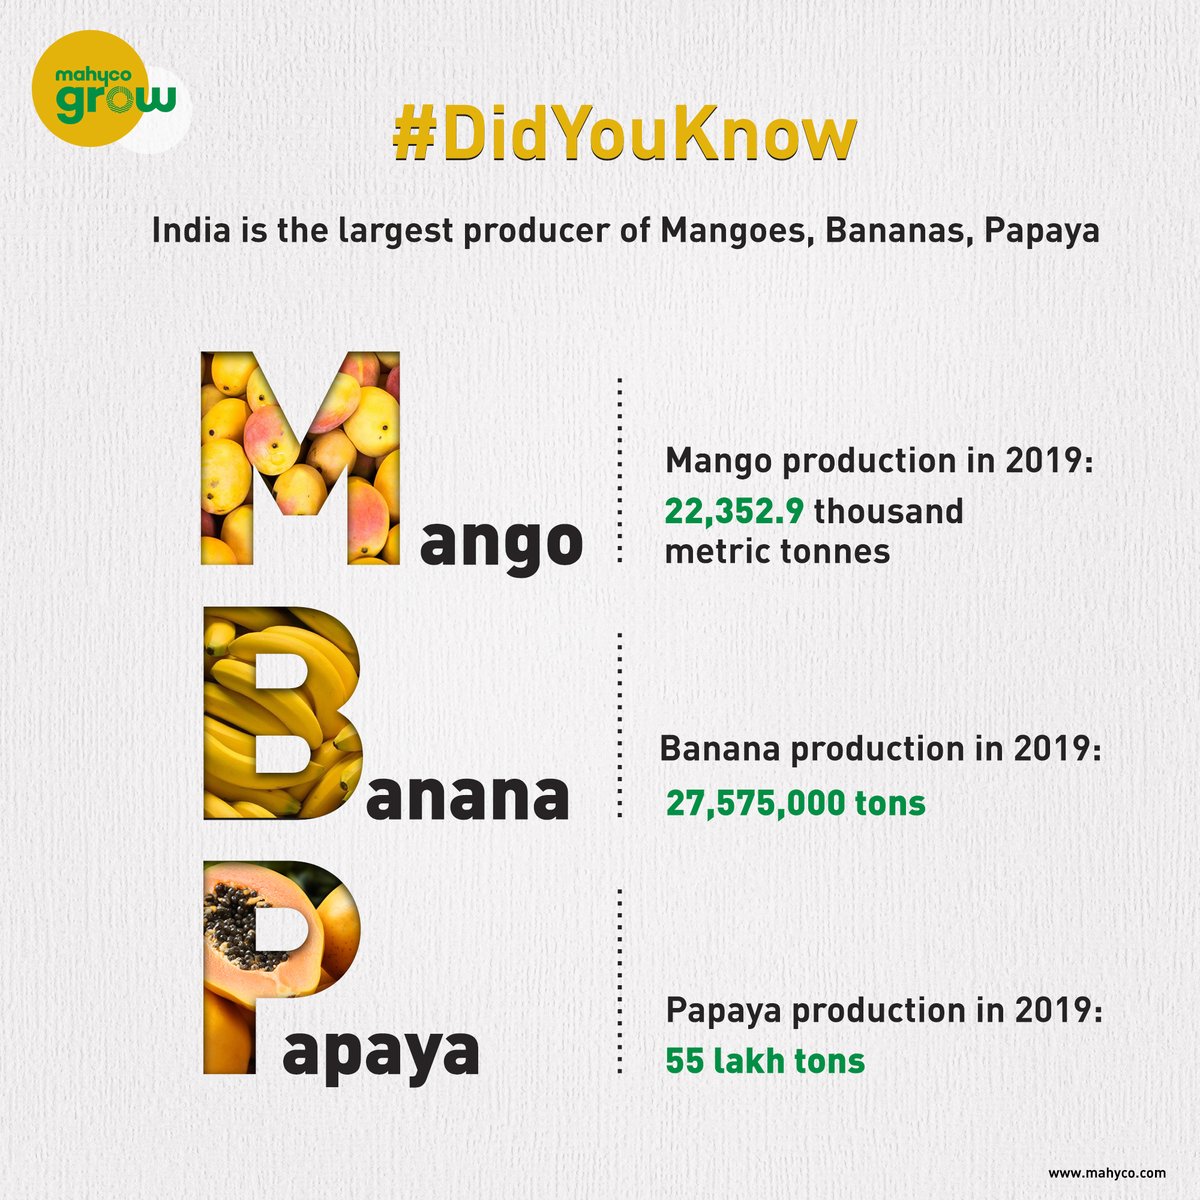 mahyco
grow
#DidYouKnow
India is the largest producer of Mangoes, Bananas, Papaya
Mango
Mango production in 2019:
22,352.9 thousand
metric tonnes
Banana
Banana production in 2019:
27,575,000 tons
Papaya
Papaya production in 2019:
55 lakh tons
www.mahyco.com